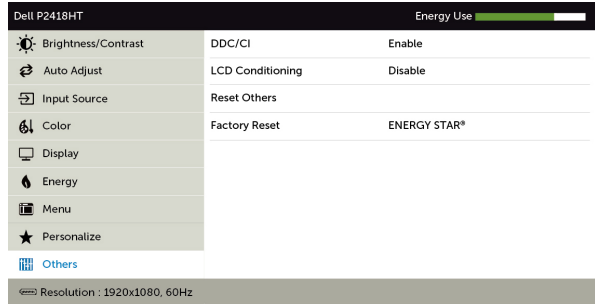 Dell P2418HT Energy Use
Brightness/Contrast DDC/CI Enable
Auto Adjust LCD Conditioning Disable
Input Source Reset Others
Color Factory Reset ENERGY STAR®
Display
Energy
Menu
Personalize
Others
Resolution : 1920x1080, 60Hz